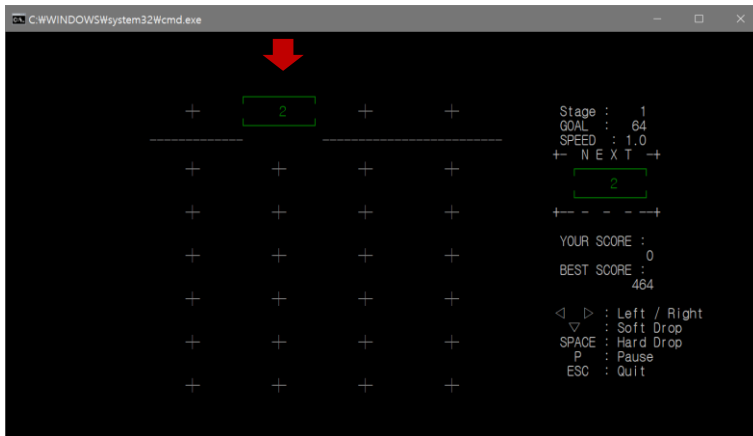 C:\WINDOWS\system32\cmd.exe
2
Stage : 1
GOAL : 64
SPEED : 1.0
+- N E X T -+
2
+-- - - - --+
YOUR SCORE :
0
BEST SCORE :
464
◁ ▷ : Left / Right
▽ : Soft Drop
SPACE : Hard Drop
P : Pause
ESC : Quit